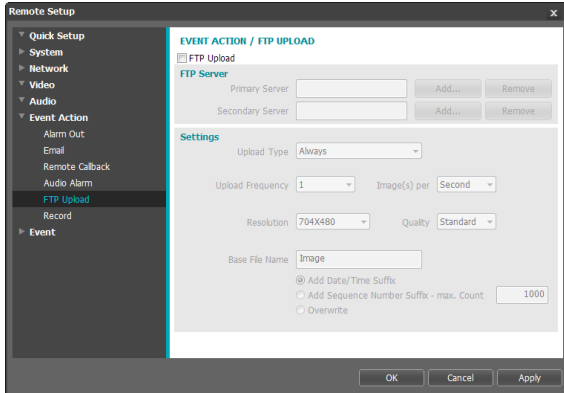 Remote Setup
x
Quick Setup
System
Network
Video
Audio
Event Action
Alarm Out
Email
Remote Callback
Audio Alarm
FTP Upload
Record
Event
EVENT ACTION / FTP UPLOAD
FTP Upload
FTP Server
Primary Server Add... Remove
Secondary Server Add... Remove
Settings
Upload Type Always
Upload Frequency 1 Image(s) per Second
Resolution 704X480 Quality Standard
Base File Name Image
Add Date/Time Suffix
Add Sequence Number Suffix - max. Count 1000
Overwrite
OK Cancel Apply